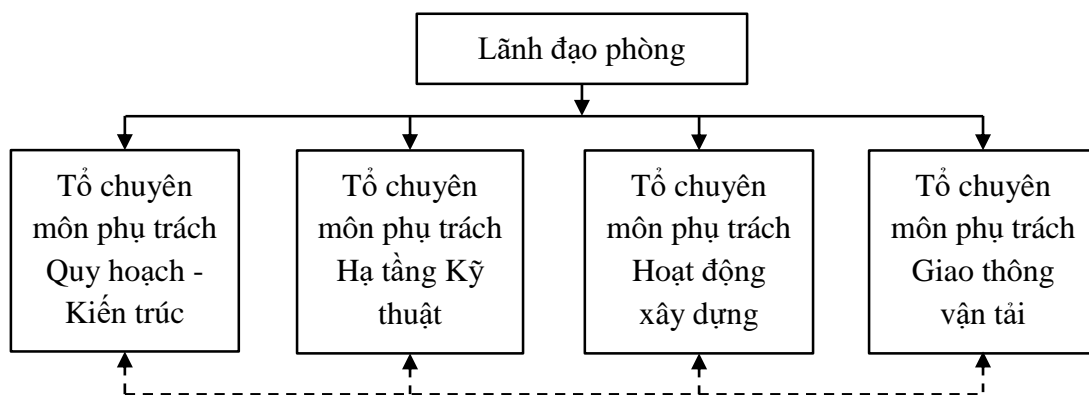 Lãnh đạo phòng
Tổ chuyên
môn phụ trách
Quy hoạch -
Kiến trúc
Tổ chuyên
môn phụ trách
Hạ tầng Kỹ
thuật
Tổ chuyên
môn phụ trách
Hoạt động
xây dựng
Tổ chuyên
môn phụ trách
Giao thông
vận tải